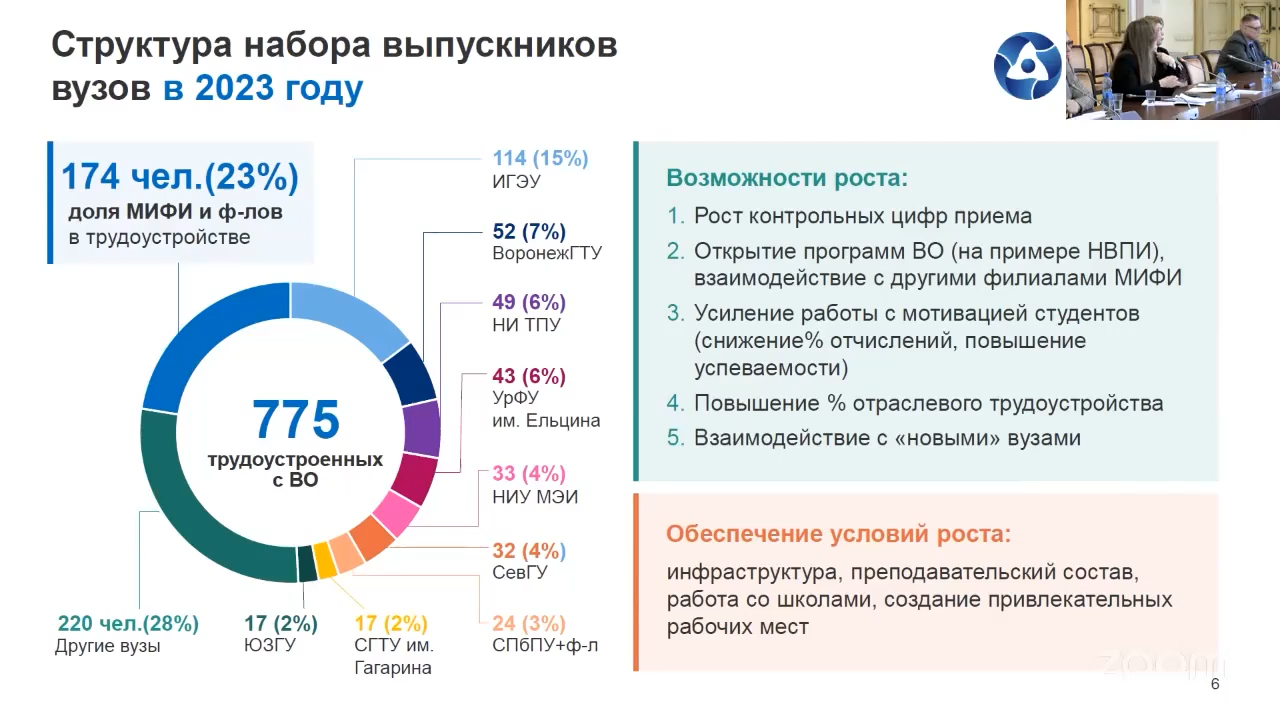 Структура набора выпускников
вузов в 2023 году
174 чел.(23%)
доля МИФИ и ф-лов
в трудоустройстве
114 (15%)
ИГЭУ
52 (7%)
ВоронежГТУ
49 (6%)
НИ ТПУ
43 (6%)
УрФУ
им. Ельцина
33 (4%)
НИУ МЭИ
32 (4%)
СевГУ
24 (3%)
СПбПУ+ф-л
17 (2%)
СГТУ им.
Гагарина
17 (2%)
ЮЗГУ
220 чел.(28%)
Другие вузы
775
трудоустроенных
с ВО
Возможности роста:
1. Рост контрольных цифр приема
2. Открытие программ ВО (на примере НВПИ),
взаимодействие с другими филиалами МИФИ
3. Усиление работы с мотивацией студентов
(снижение% отчислений, повышение
успеваемости)
4. Повышение % отраслевого трудоустройства
5. Взаимодействие с «новыми» вузами
Обеспечение условий роста:
инфраструктура, преподавательский состав,
работа со школами, создание привлекательных
рабочих мест
zoom
6